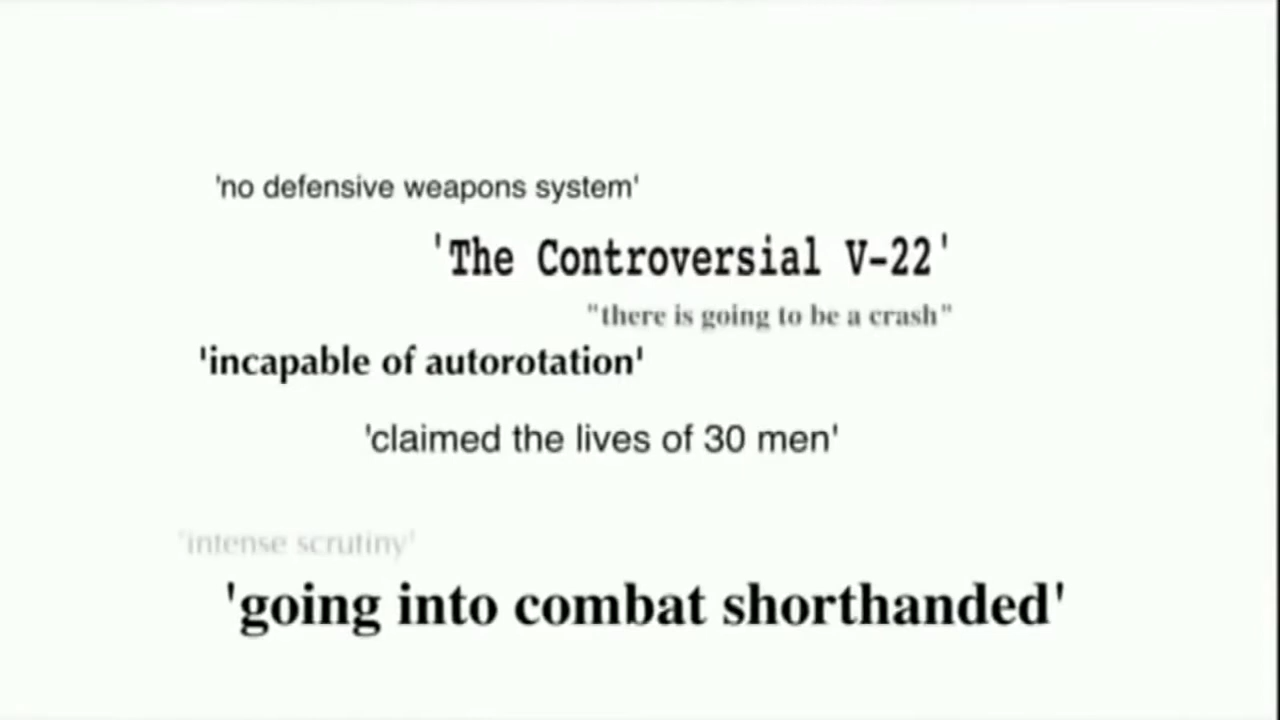 'no defensive weapons system'
'The Controversial V-22'
"there is going to be a crash"
'incapable of autorotation'
'claimed the lives of 30 men'
'intense scrutiny'
'going into combat shorthanded'